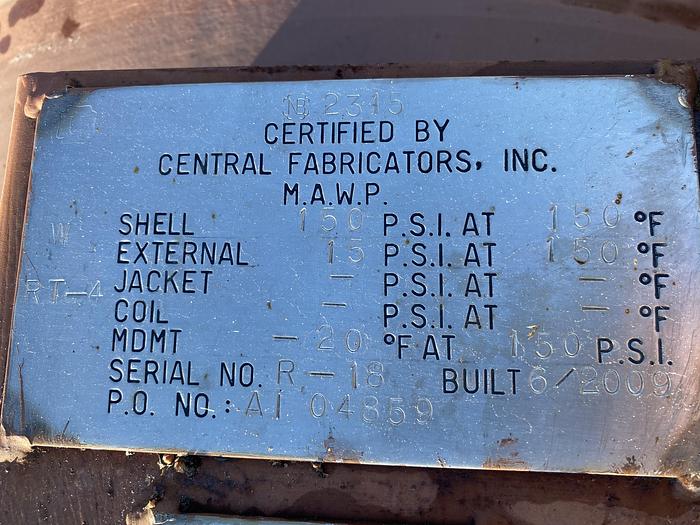 NB 2315
CERTIFIED BY
CENTRAL FABRICATORS, INC.
M.A.W.P.
SHELL 150 P.S.I. AT 150 °F
W
EXTERNAL 15 P.S.I. AT 150 °F
RT-4
JACKET - P.S.I. AT - °F
COIL - P.S.I. AT - °F
MDMT -20 °F AT 150 P.S.I.
SERIAL NO. R-18 BUILT 6/2009
P.O. NO.: A1 04859